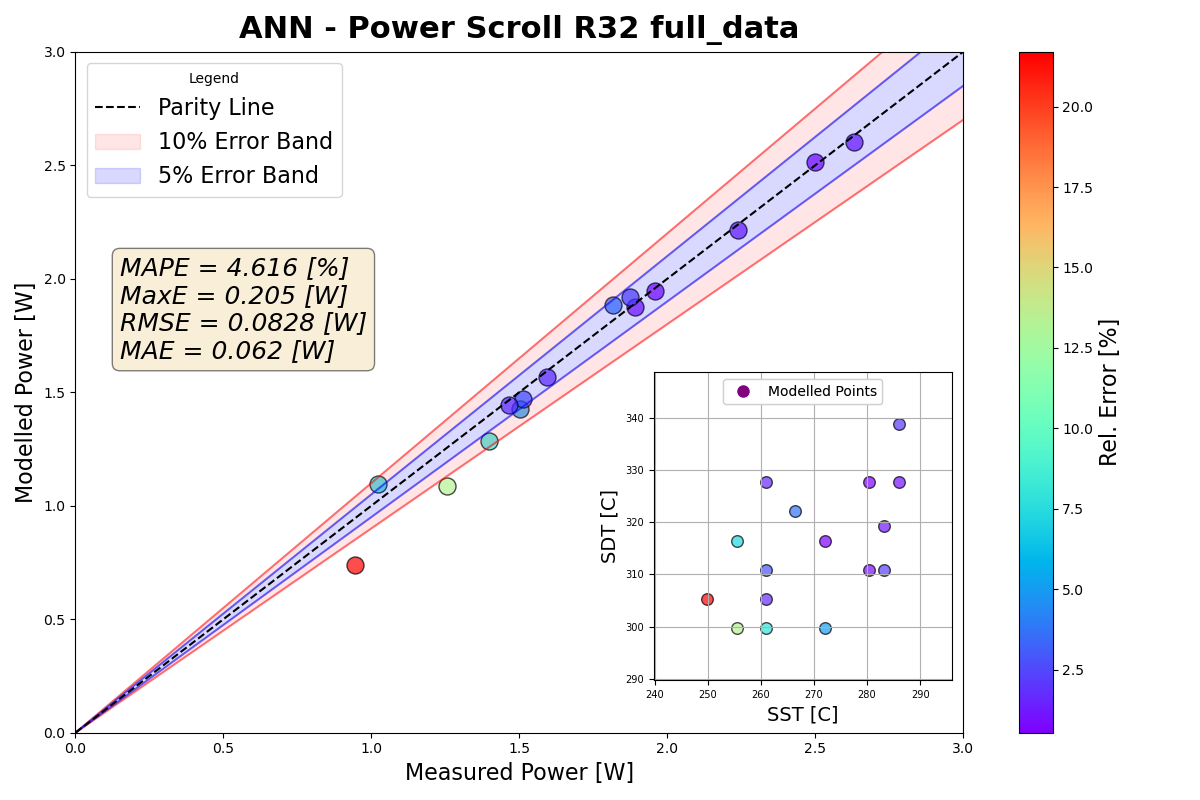 ANN - Power Scroll R32 full_data
Legend
Parity Line
10% Error Band
5% Error Band
MAPE = 4.616 [%]
MaxE = 0.205 [W]
RMSE = 0.0828 [W]
MAE = 0.062 [W]
Modelled Power [W]
3.0
2.5
2.0
1.5
1.0
0.5
0.0
0.0 0.5 1.0 1.5 2.0 2.5 3.0
Measured Power [W]
Modelled Points
SDT [C]
340
330
320
310
300
290
240 250 260 270 280 290
SST [C]
20.0
17.5
15.0
12.5
10.0
7.5
5.0
2.5
Rel. Error [%]